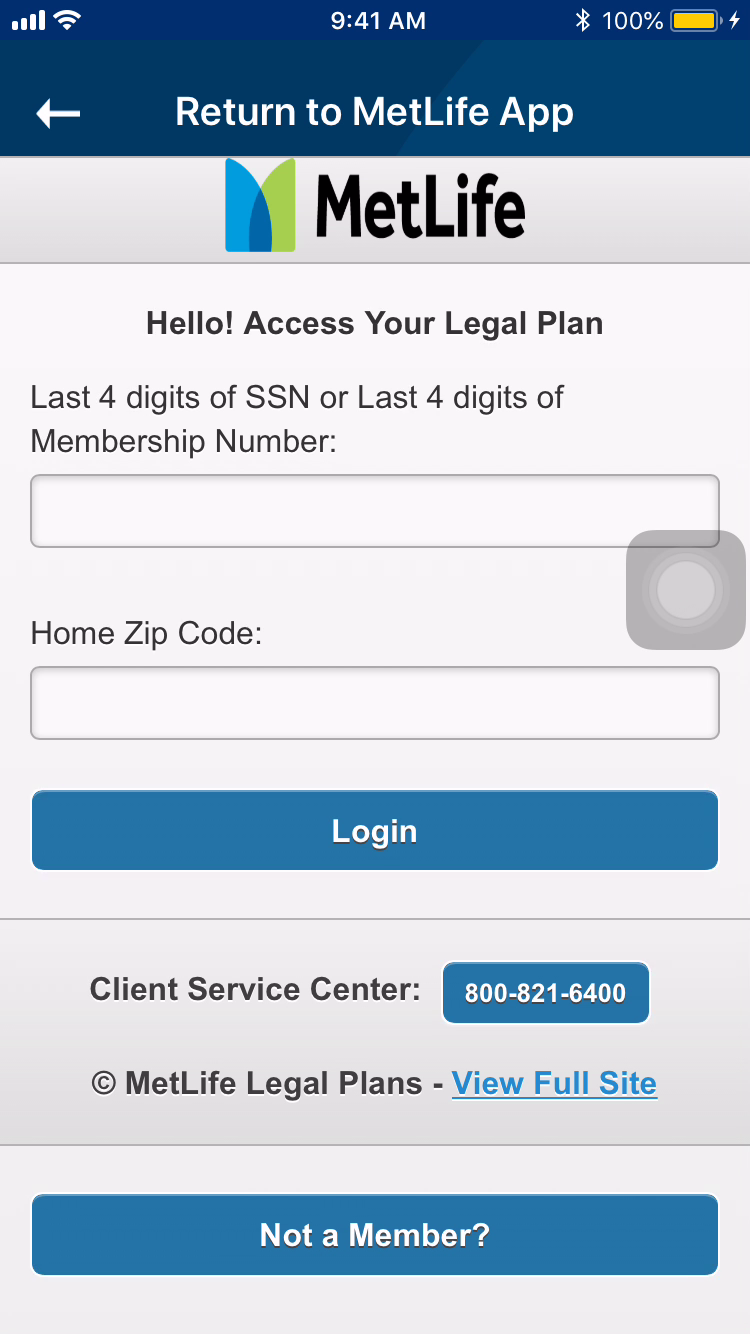 9:41 AM
100%
Return to MetLife App
MetLife
Hello! Access Your Legal Plan
Last 4 digits of SSN or Last 4 digits of
Membership Number:
Home Zip Code:
Login
Client Service Center: 800-821-6400
© MetLife Legal Plans - View Full Site
Not a Member?